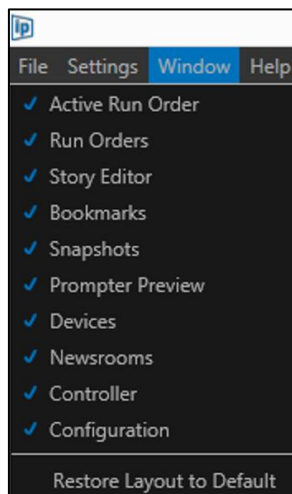 ip
File Settings Window Help
Active Run Order
Run Orders
Story Editor
Bookmarks
Snapshots
Prompter Preview
Devices
Newsrooms
Controller
Configuration
Restore Layout to Default